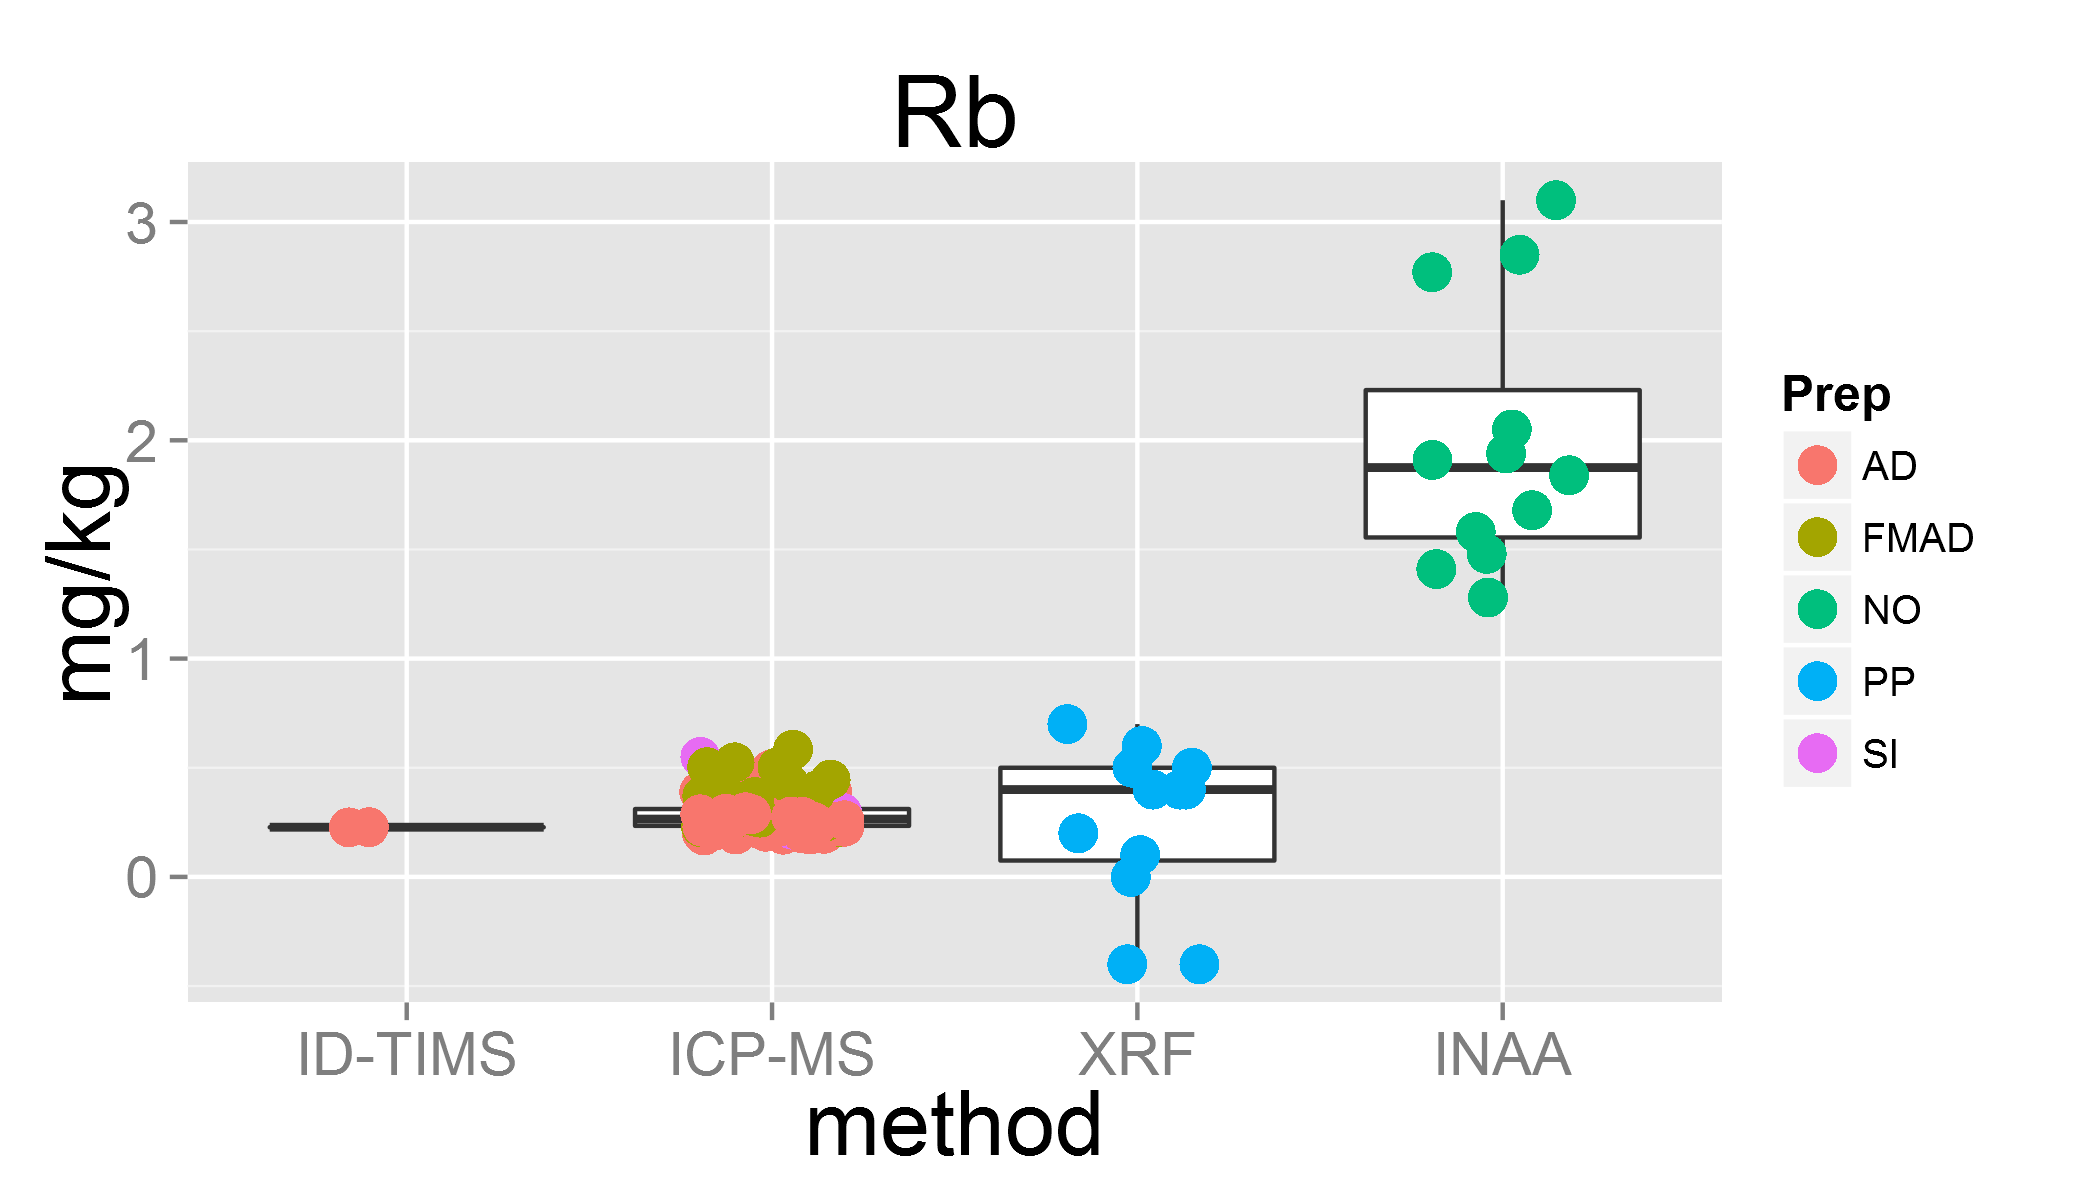 Rb
3
2
1
0
mg/kg
ID-TIMS ICP-MS XRF INAA
method
Prep
AD
FMAD
NO
PP
SI